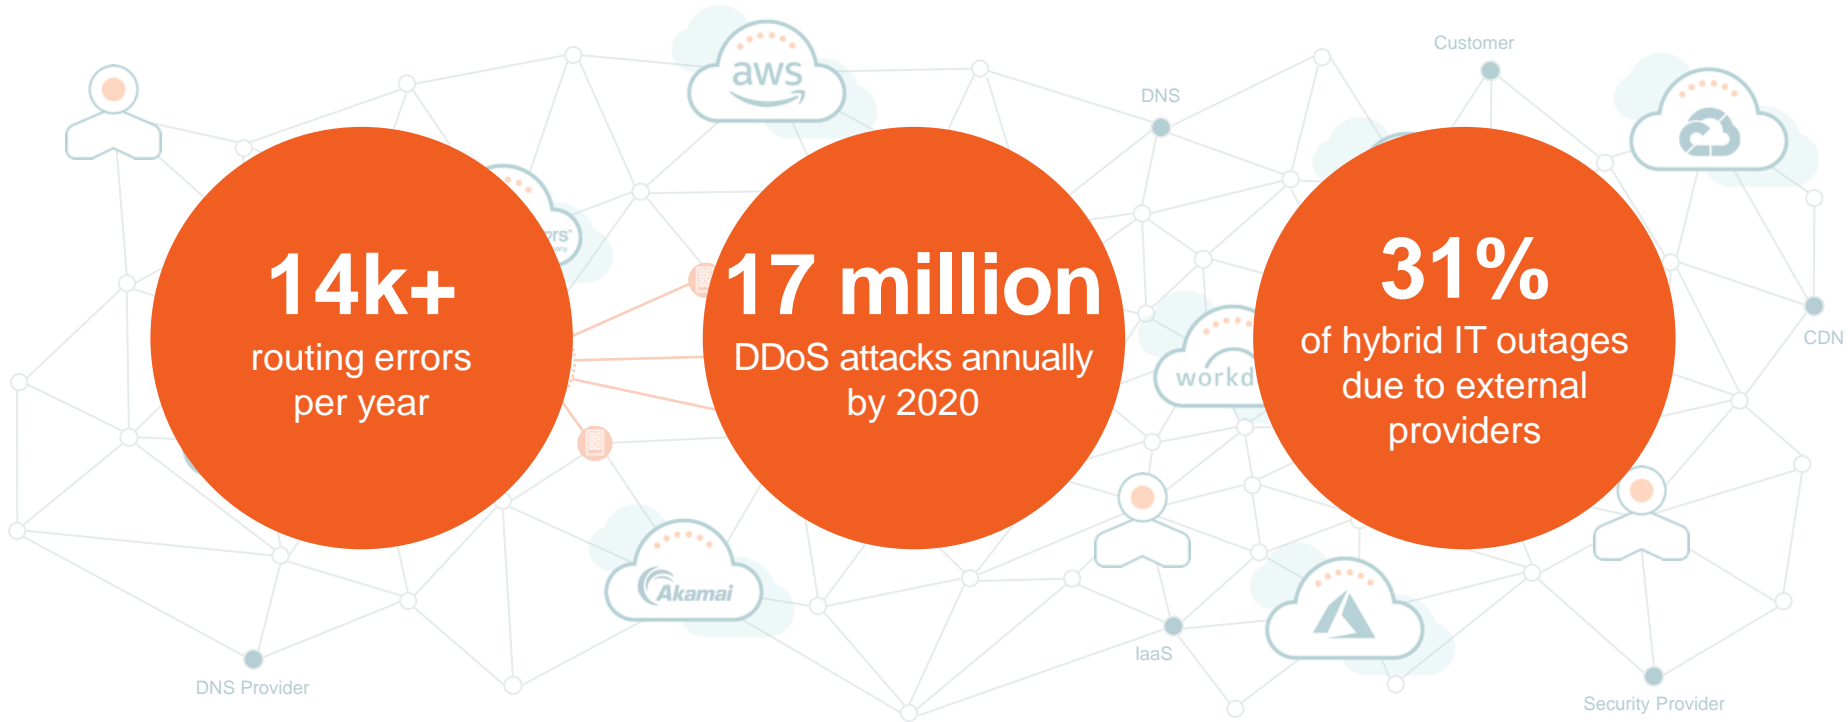 Customer
aws
DNS
14k+
routing errors
per year
17 million
DDoS attacks annually
by 2020
31%
of hybrid IT outages
due to external
providers
CDN
Akamai
IaaS
DNS Provider
Security Provider